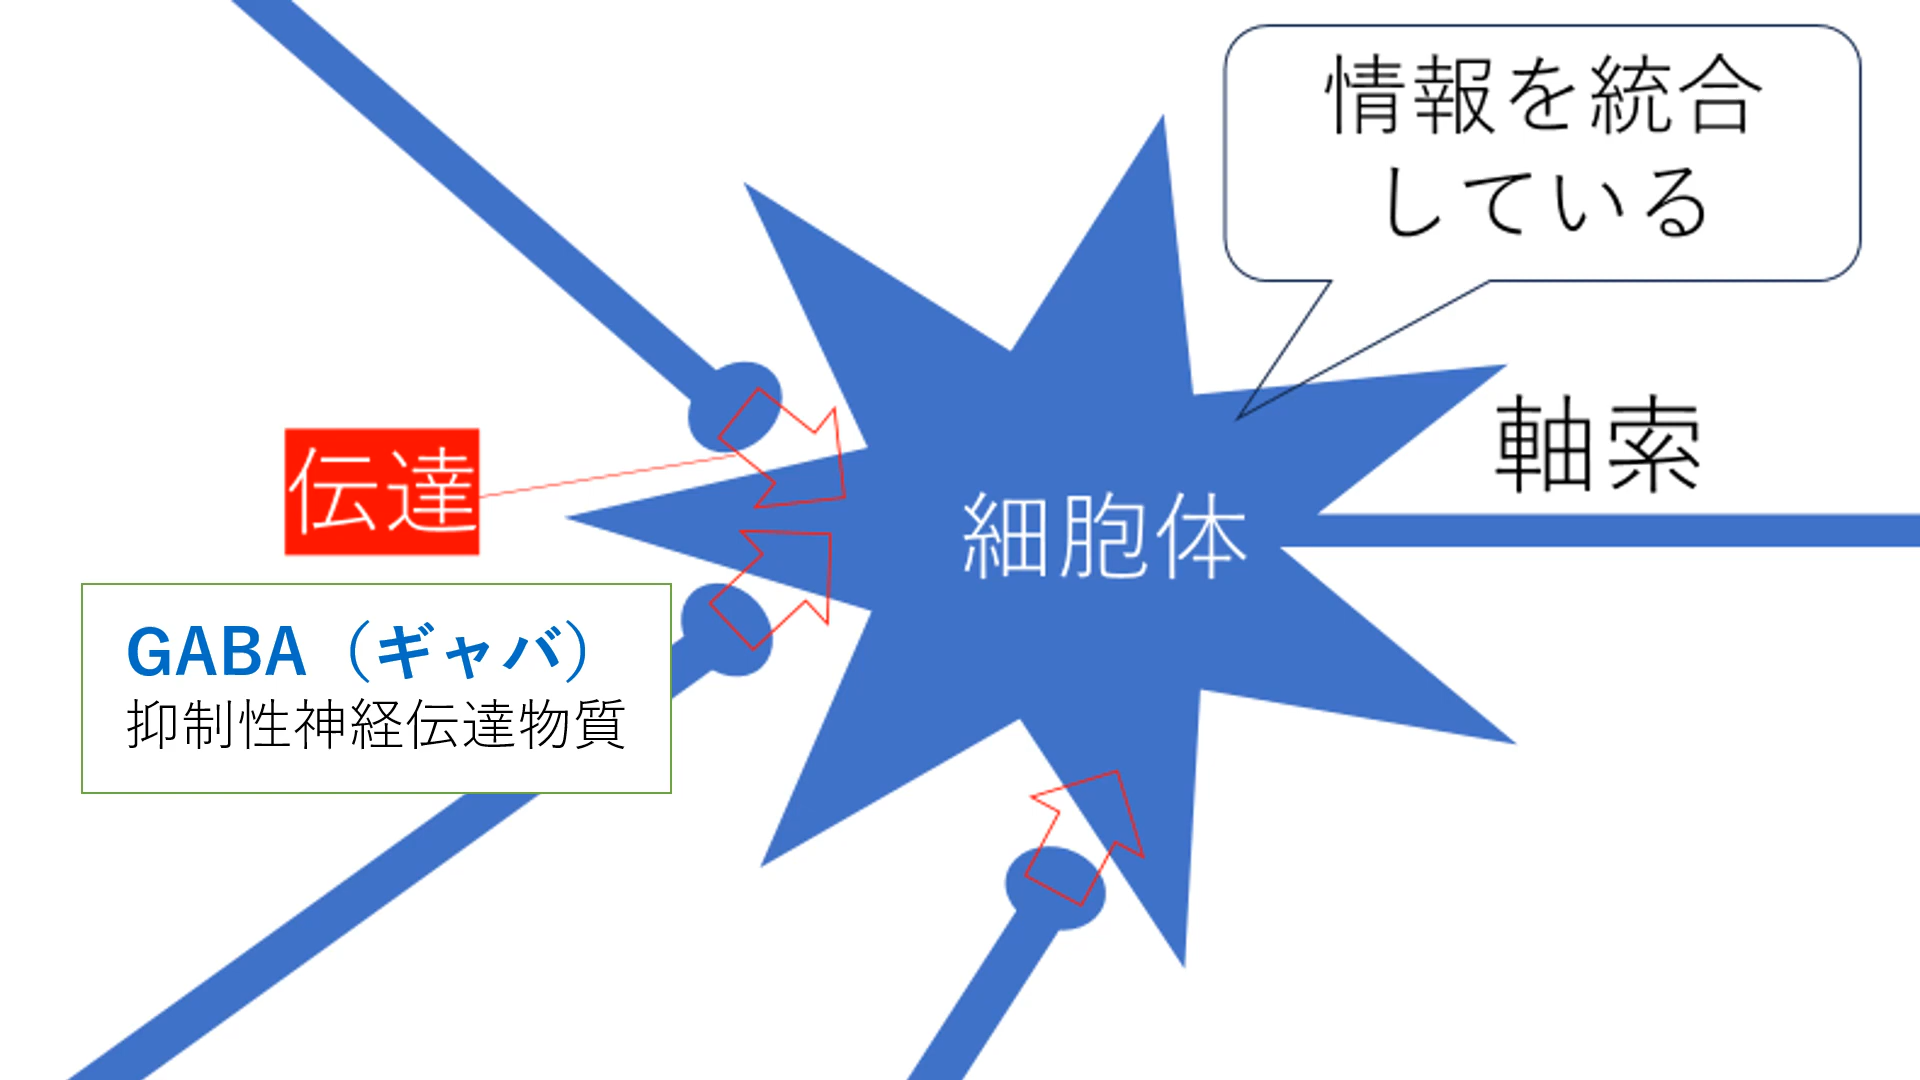 情報を統合
している
軸索
伝達
細胞体
GABA（ギャバ）
抑制性神経伝達物質